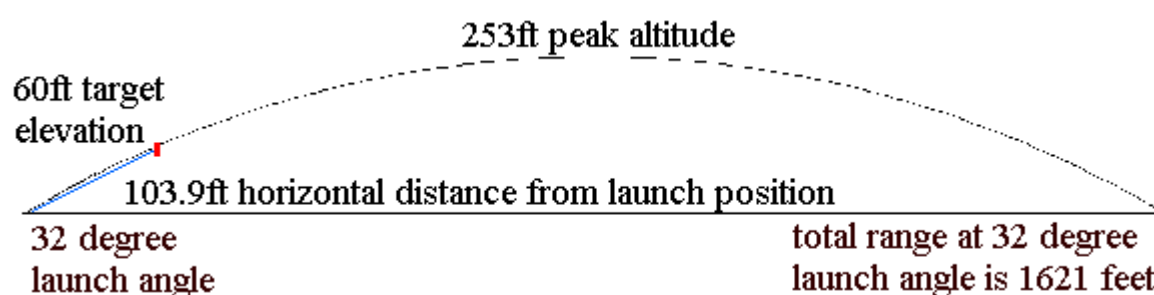 253ft peak altitude
60ft target
elevation
103.9ft horizontal distance from launch position
32 degree
launch angle
total range at 32 degree
launch angle is 1621 feet